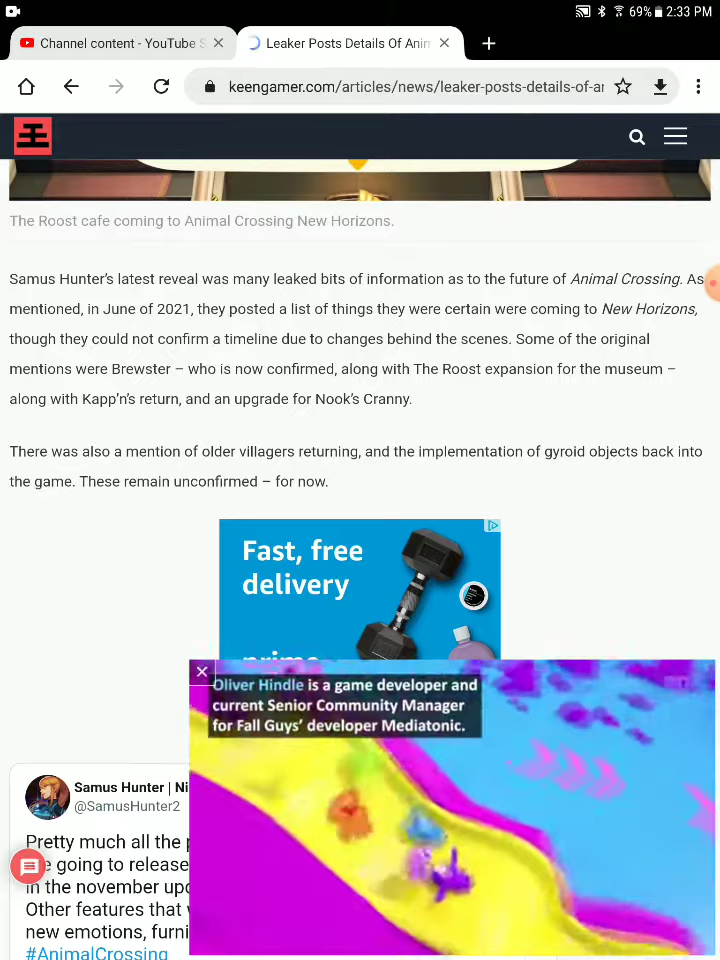 69% 2:33 PM
Channel content - YouTube S
Leaker Posts Details Of Anim
keengamer.com/articles/news/leaker-posts-details-of-ar
The Roost cafe coming to Animal Crossing New Horizons.
Samus Hunter’s latest reveal was many leaked bits of information as to the future of Animal Crossing. As
mentioned, in June of 2021, they posted a list of things they were certain were coming to New Horizons,
though they could not confirm a timeline due to changes behind the scenes. Some of the original
mentions were Brewster – who is now confirmed, along with The Roost expansion for the museum –
along with Kapp’n’s return, and an upgrade for Nook’s Cranny.
There was also a mention of older villagers returning, and the implementation of gyroid objects back into
the game. These remain unconfirmed – for now.
Fast, free
delivery
prime
Oliver Hindle is a game developer and
current Senior Community Manager
for Fall Guys’ developer Mediatonic.
Samus Hunter | Ni
@SamusHunter2
Pretty much all the
going to release
in the november
Other features that
new emotions,
#AnimalCrossing